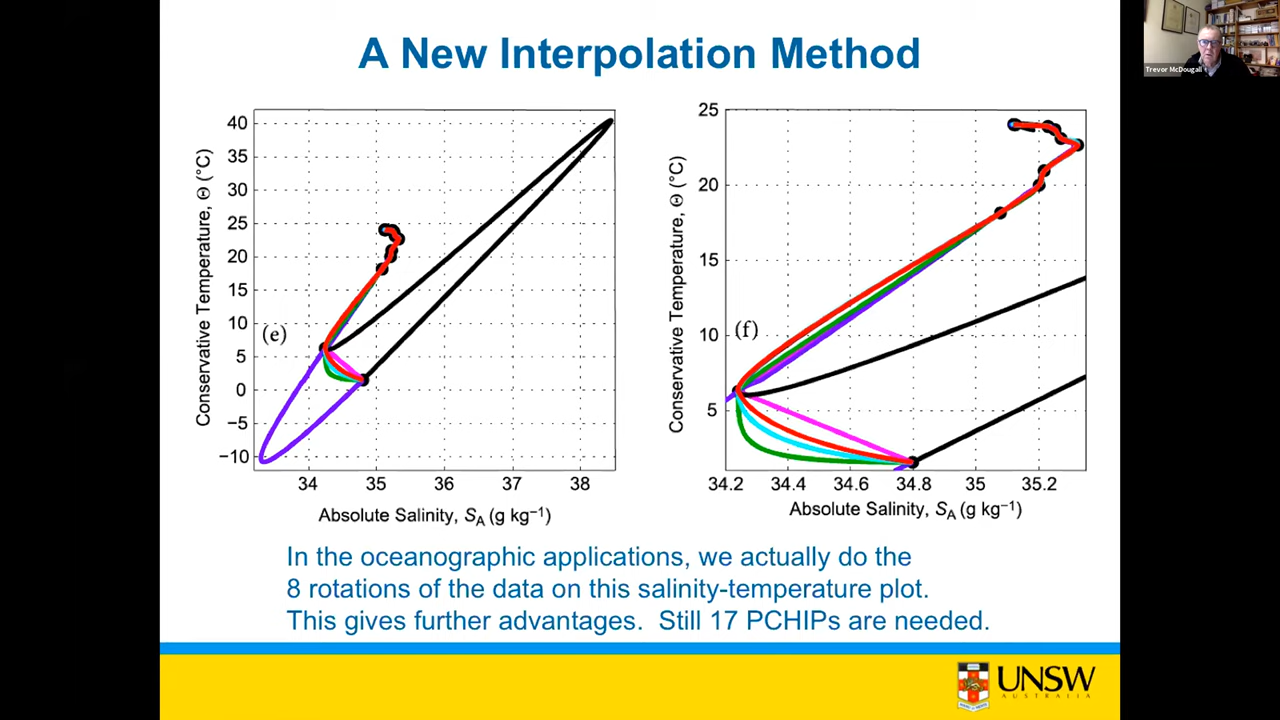 A New Interpolation Method
Trevor McDougall
40
35
30
25
20
15
10
5
0
−5
−10
Conservative Temperature, Θ (°C)
(e)
34
35
36
37
38
Absolute Salinity, SA (g kg−1)
25
20
15
10
5
Conservative Temperature, Θ (°C)
(f)
34.2
34.4
34.6
34.8
35
35.2
Absolute Salinity, SA (g kg−1)
In the oceanographic applications, we actually do the
8 rotations of the data on this salinity-temperature plot.
This gives further advantages.  Still 17 PCHIPs are needed.
UNSW
AUSTRALIA